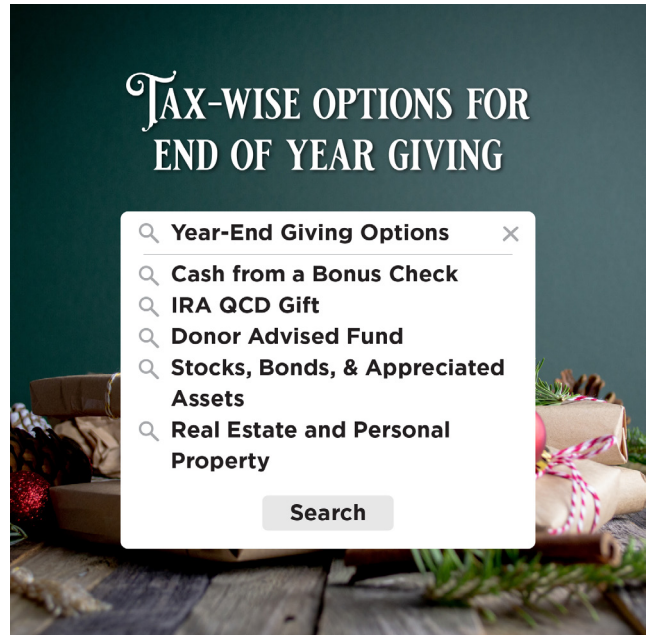 Tax-wise options for
end of year giving
Year-End Giving Options
Cash from a Bonus Check
IRA QCD Gift
Donor Advised Fund
Stocks, Bonds, & Appreciated
Assets
Real Estate and Personal
Property
Search